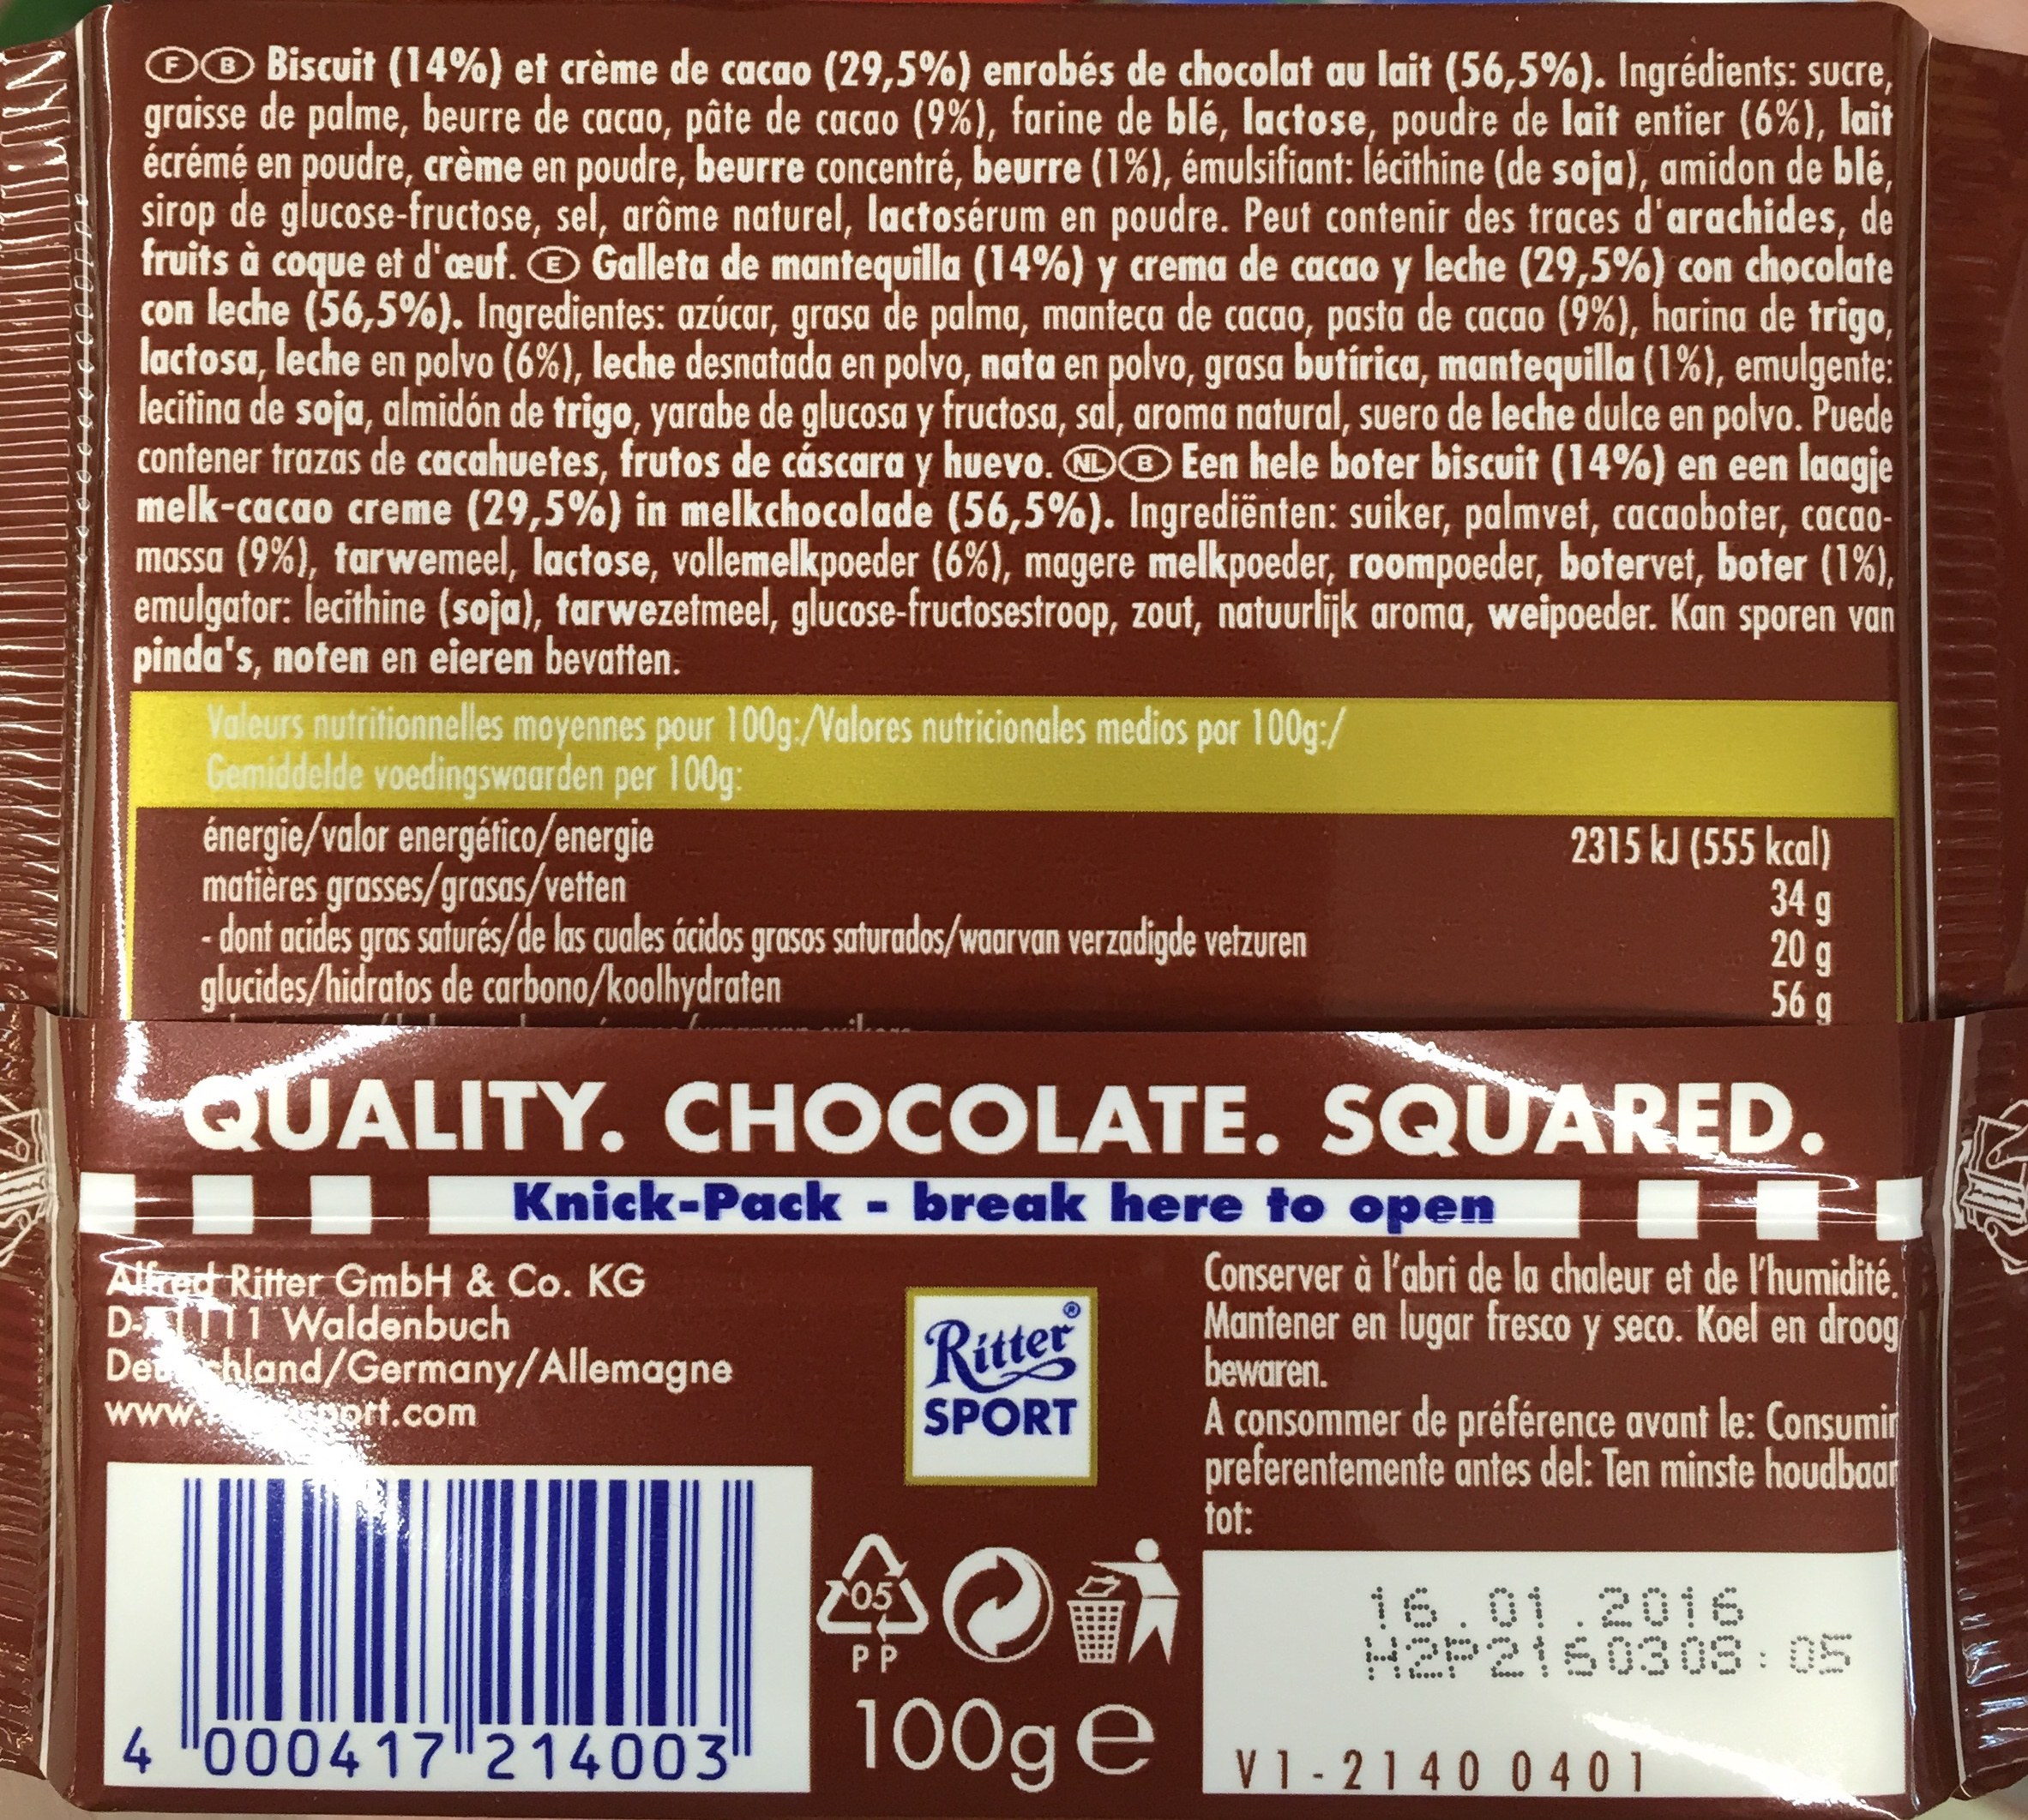 F B Biscuit (14%) et crème de cacao (29,5%) enrobés de chocolat au lait (56,5%). Ingrédients: sucre,
graisse de palme, beurre de cacao, pâte de cacao (9%), farine de blé, lactose, poudre de lait entier (6%), lait
écrémé en poudre, crème en poudre, beurre concentré, beurre (1%), émulsifiant: lécithine (de soja), amidon de blé,
sirop de glucose-fructose, sel, arôme naturel, lactosérum en poudre. Peut contenir des traces d'arachides, de
fruits à coque et d'œuf. E Galleta de mantequilla (14%) y crema de cacao y leche (29,5%) con chocolate
con leche (56,5%). Ingredientes: azúcar, grasa de palma, manteca de cacao, pasta de cacao (9%), harina de trigo,
lactosa, leche en polvo (6%), leche desnatada en polvo, nata en polvo, grasa butírica, mantequilla (1%), emulgente:
lecitina de soja, almidón de trigo, yarabe de glucosa y fructosa, sal, aroma natural, suero de leche dulce en polvo. Puede
contener trazas de cacahuetes, frutos de cáscara y huevo. NL B Een hele boter biscuit (14%) en een laagje
melk-cacao creme (29,5%) in melkchocolade (56,5%). Ingrediënten: suiker, palmvet, cacaoboter, cacao-
massa (9%), tarwemeel, lactose, vollemelkpoeder (6%), magere melkpoeder, roompoeder, botervet, boter (1%),
emulgator: lecithine (soja), tarwezetmeel, glucose-fructosestroop, zout, natuurlijk aroma, weipoeder. Kan sporen van
pinda's, noten en eieren bevatten.
Valeurs nutritionnelles moyennes pour 100g:/Valores nutricionales medios por 100g:/
Gemiddelde voedingswaarden per 100g:
énergie/valor energético/energie 2315 kJ (555 kcal)
matières grasses/grasas/vetten 34 g
- dont acides gras saturés/de las cuales ácidos grasos saturados/waarvan verzadigde vetzuren 20 g
glucides/hidratos de carbono/koolhydraten 56 g
QUALITY. CHOCOLATE. SQUARED.
Knick-Pack - break here to open
Alfred Ritter GmbH & Co. KG
Waldenbuch
/Germany/Allemagne
Ritter®
SPORT
Conserver à l'abri de la chaleur et de l'humidité.
Mantener en lugar fresco y seco. Koel en droog
bewaren.
A consommer de préférence avant le: Consumir
preferentemente antes del: Ten minste houdbaar
tot:
05
PP
100g e
16.01.2016
H2P2160308:05
V1-2140 0401
4 000417 214003